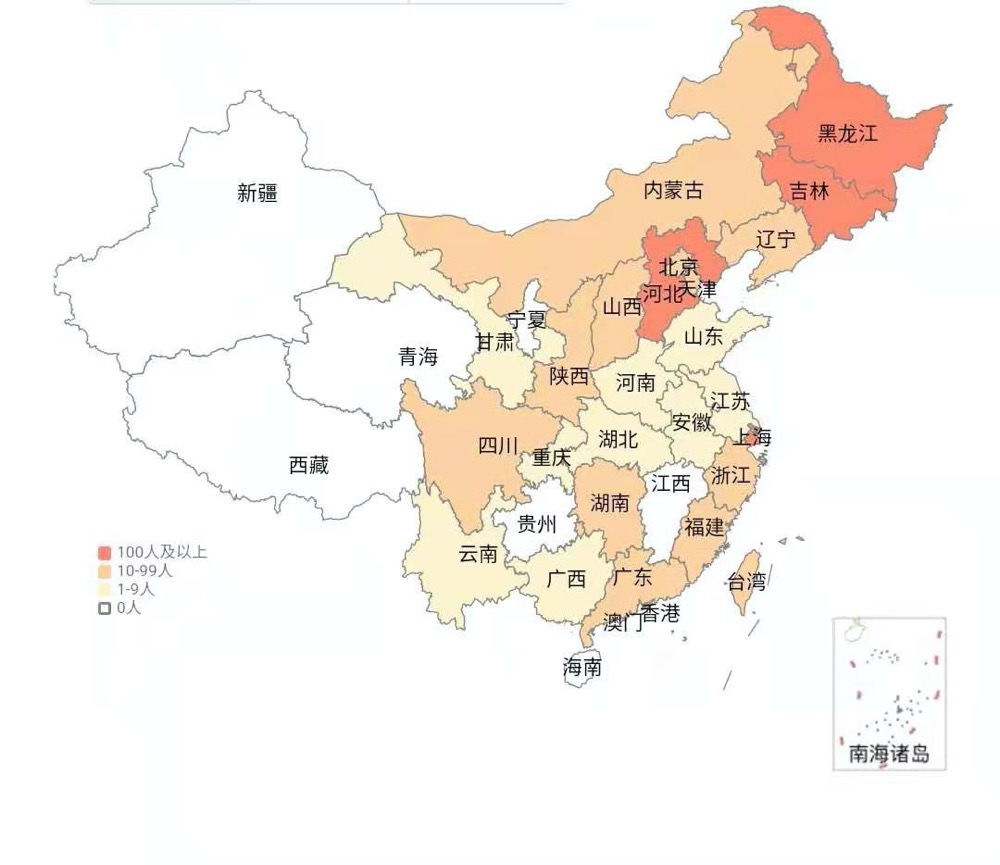 黑龙江
内蒙古
吉林
新疆
辽宁
北京
天津
河北
山西
宁夏
山东
甘肃
青海
陕西
河南
江苏
安徽
上海
湖北
四川
重庆
西藏
浙江
江西
湖南
贵州
福建
云南
广西
广东
台湾
香港
澳门
海南
100人及以上
10-99人
1-9人
0人
南海诸岛